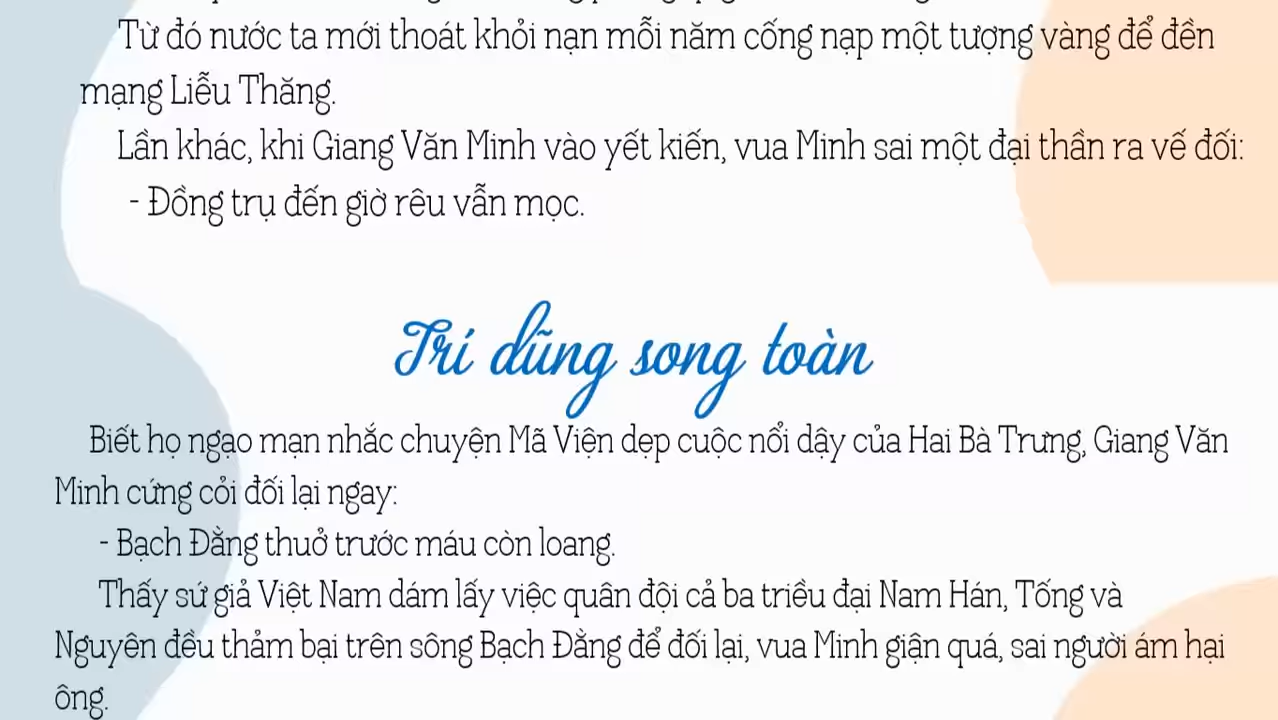 Từ đó nước ta mới thoát khỏi nạn mỗi năm cống nạp một tượng vàng để đền
mạng Liễu Thăng.
Lần khác, khi Giang Văn Minh vào yết kiến, vua Minh sai một đại thần ra vế đối:
- Đồng trụ đến giờ rêu vẫn mọc.
Trí dũng song toàn
Biết họ ngạo mạn nhắc chuyện Mã Viện dẹp cuộc nổi dậy của Hai Bà Trưng, Giang Văn
Minh cứng cỏi đối lại ngay:
- Bạch Đằng thuở trước máu còn loang.
Thấy sứ giả Việt Nam dám lấy việc quân đội cả ba triều đại Nam Hán, Tống và
Nguyên đều thảm bại trên sông Bạch Đằng để đối lại, vua Minh giận quá, sai người ám hại
ông.